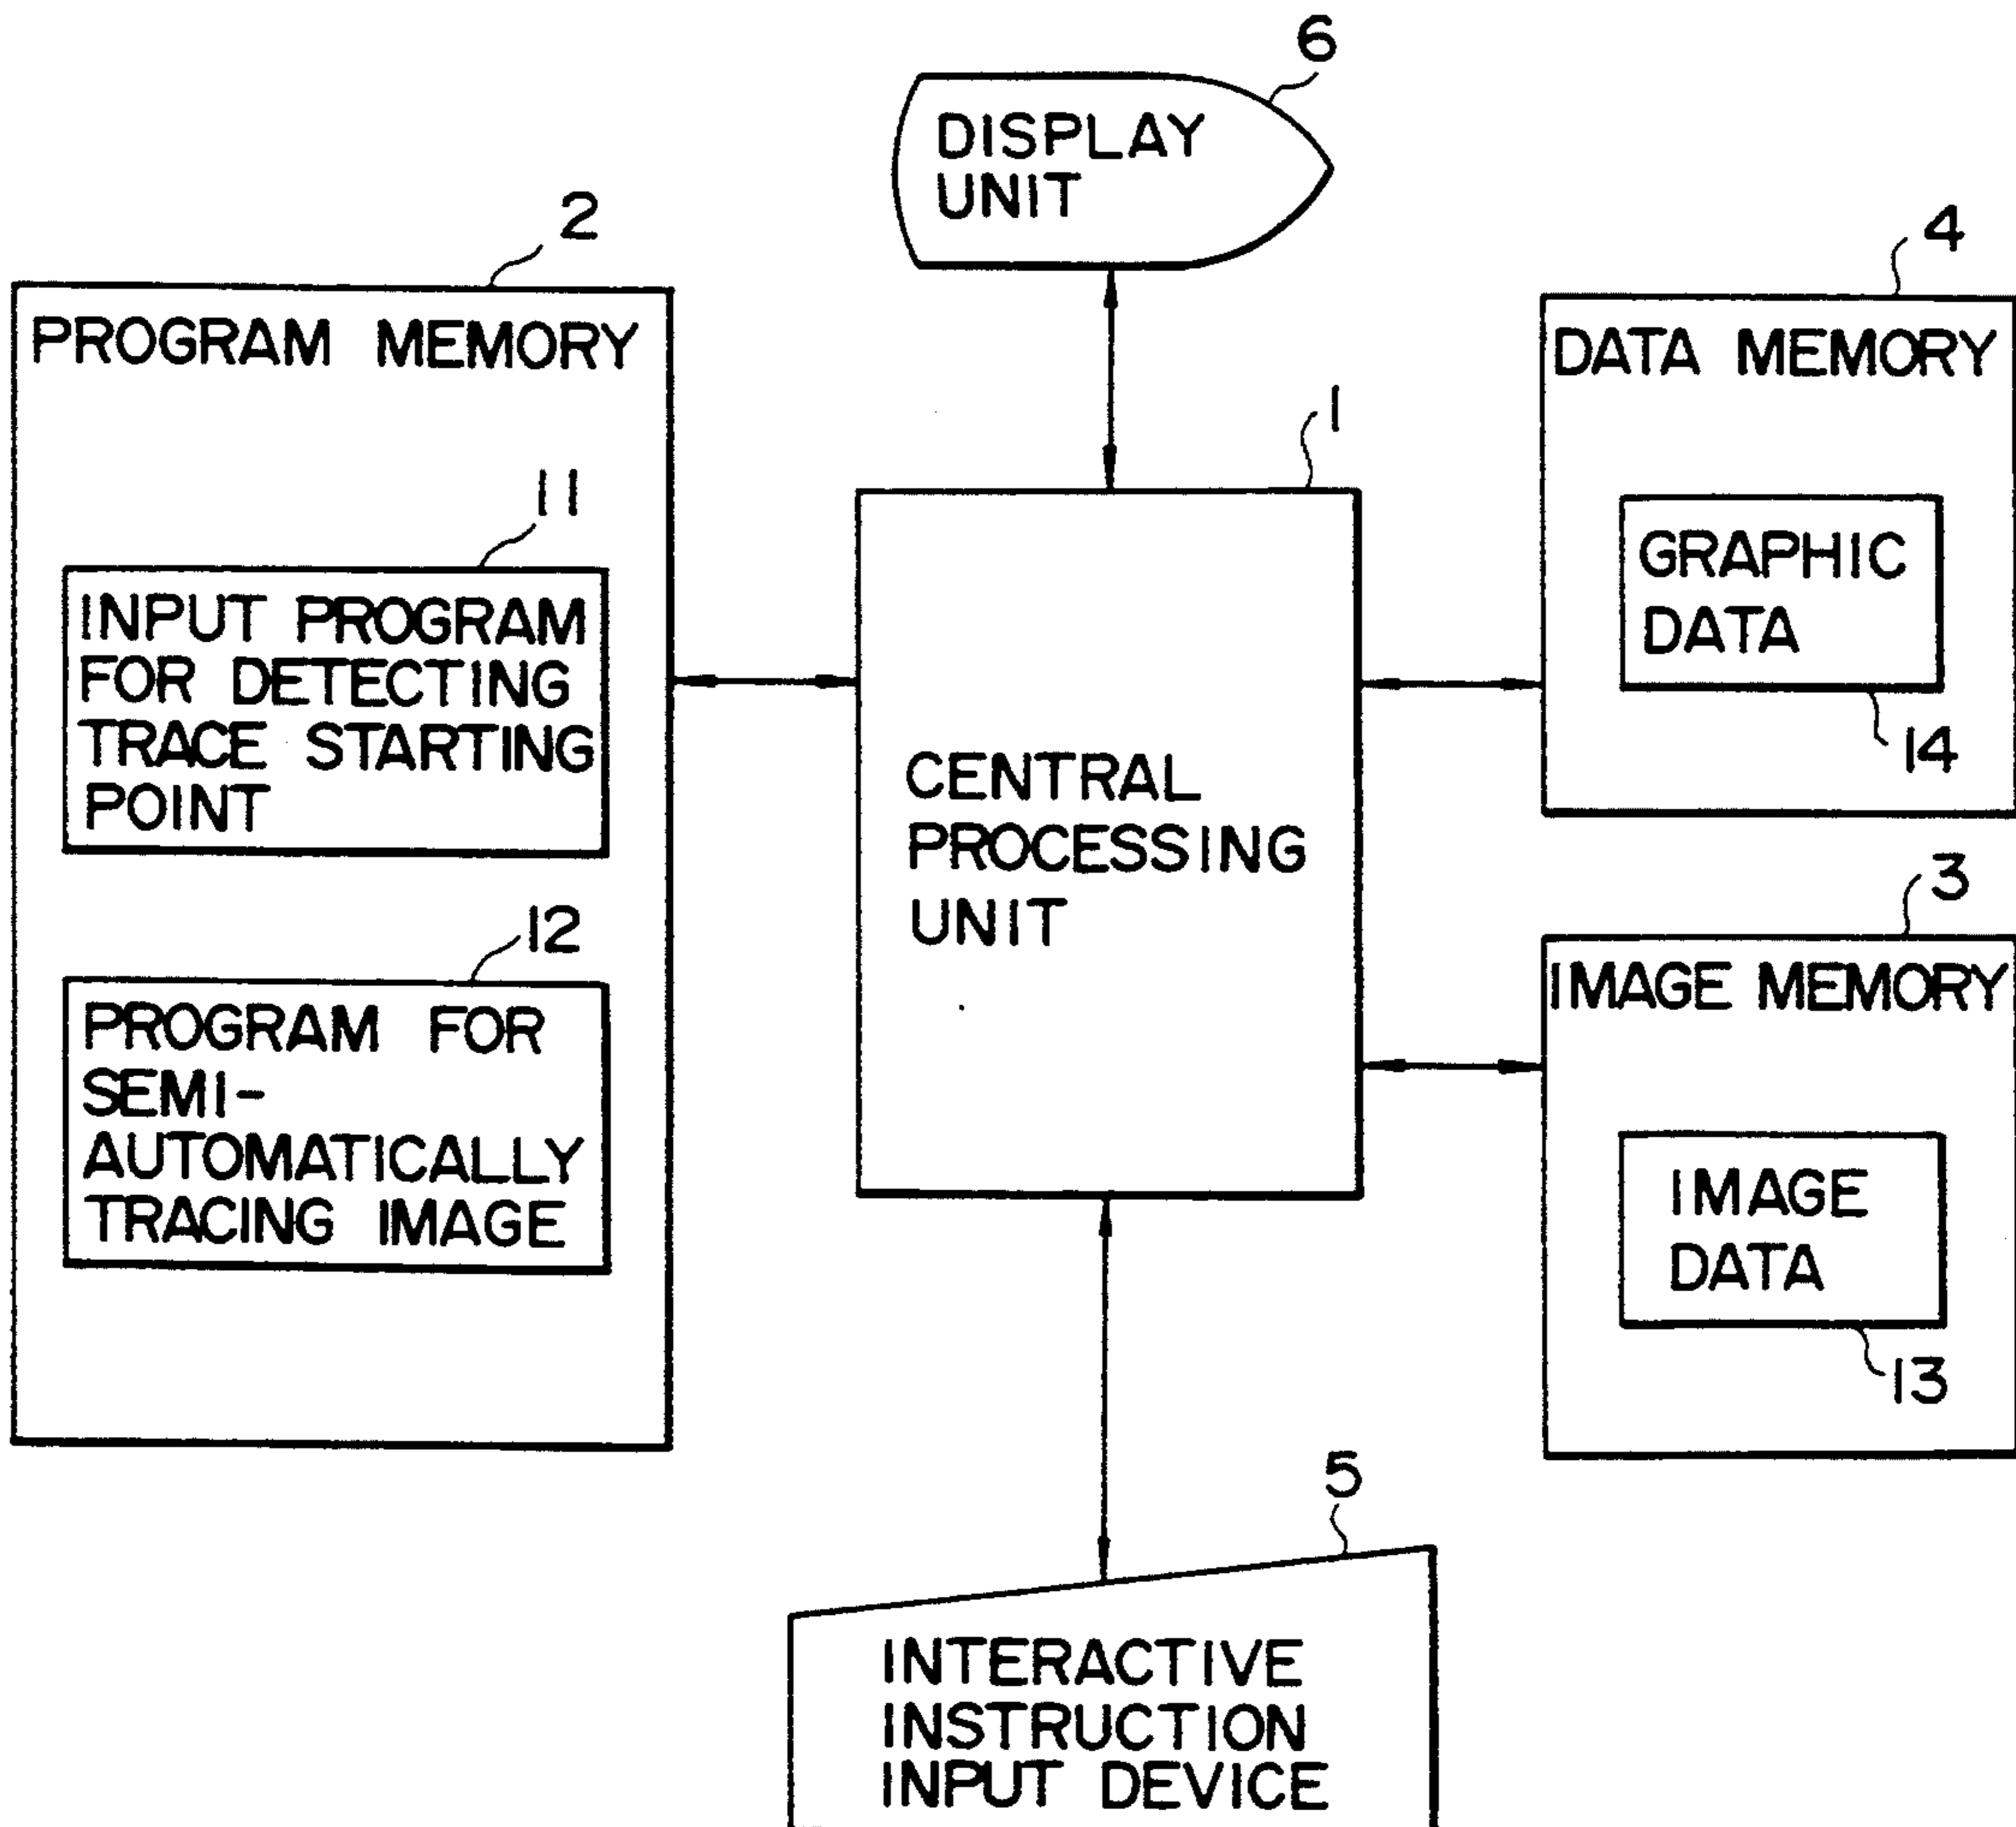 6
DISPLAY
UNIT
2
PROGRAM MEMORY
11
INPUT PROGRAM
FOR DETECTING
TRACE STARTING
POINT
12
PROGRAM FOR
SEMI-
AUTOMATICALLY
TRACING IMAGE
1
CENTRAL
PROCESSING
UNIT
4
DATA MEMORY
GRAPHIC
DATA
14
3
IMAGE MEMORY
IMAGE
DATA
13
5
INTERACTIVE
INSTRUCTION
INPUT DEVICE